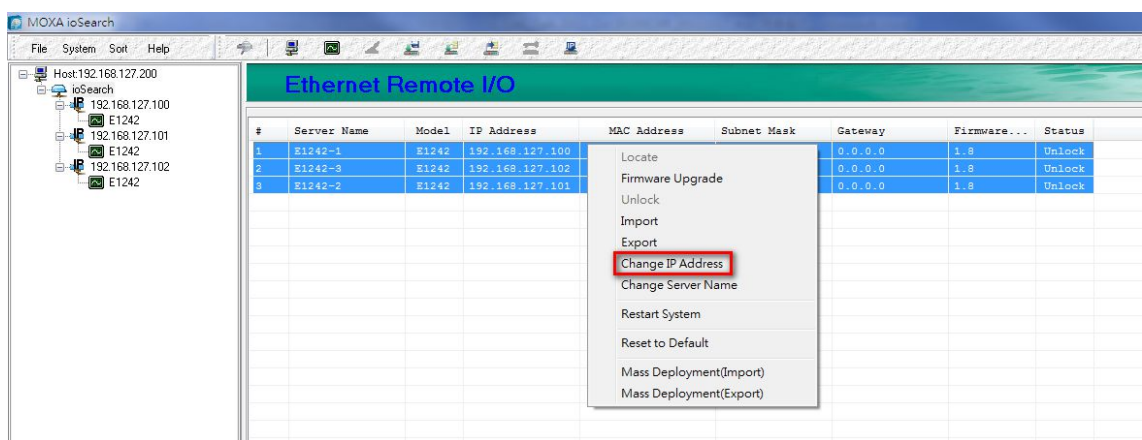 MOXA ioSearch
File System Sort Help
Host:192.168.127.200
ioSearch
192.168.127.100
E1242
192.168.127.101
E1242
192.168.127.102
E1242
Ethernet Remote I/O
# Server Name Model IP Address MAC Address Subnet Mask Gateway Firmware... Status
1 E1242-1 E1242 192.168.127.100 0.0.0.0 1.8 Unlock
2 E1242-3 E1242 192.168.127.102 0.0.0.0 1.8 Unlock
3 E1242-2 E1242 192.168.127.101 0.0.0.0 1.8 Unlock
Locate
Firmware Upgrade
Unlock
Import
Export
Change IP Address
Change Server Name
Restart System
Reset to Default
Mass Deployment(Import)
Mass Deployment(Export)